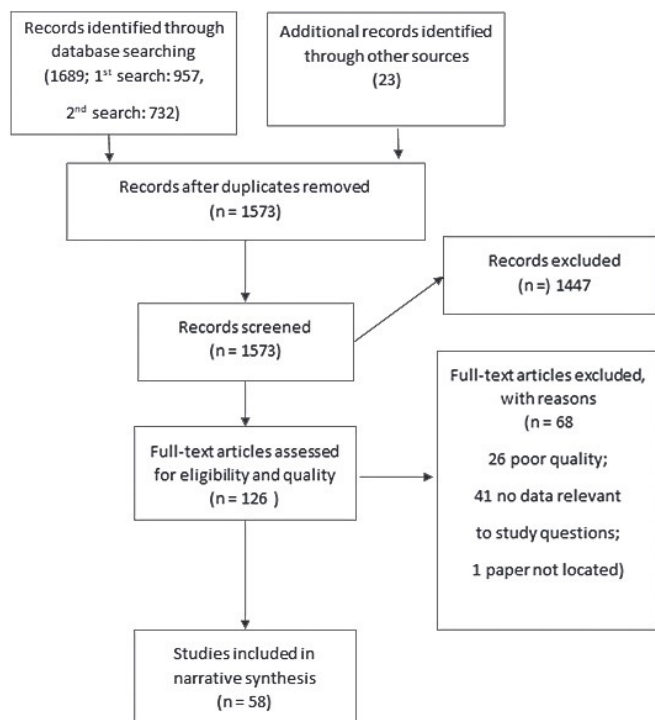 Records identified through
database searching
(1689; 1st search: 957,
2nd search: 732)
Additional records identified
through other sources
(23)
Records after duplicates removed
(n = 1573)
Records screened
(n = 1573)
Records excluded
(n =) 1447
Full-text articles assessed
for eligibility and quality
(n = 126 )
Full-text articles excluded,
with reasons
(n = 68
26 poor quality;
41 no data relevant
to study questions;
1 paper not located)
Studies included in
narrative synthesis
(n = 58)